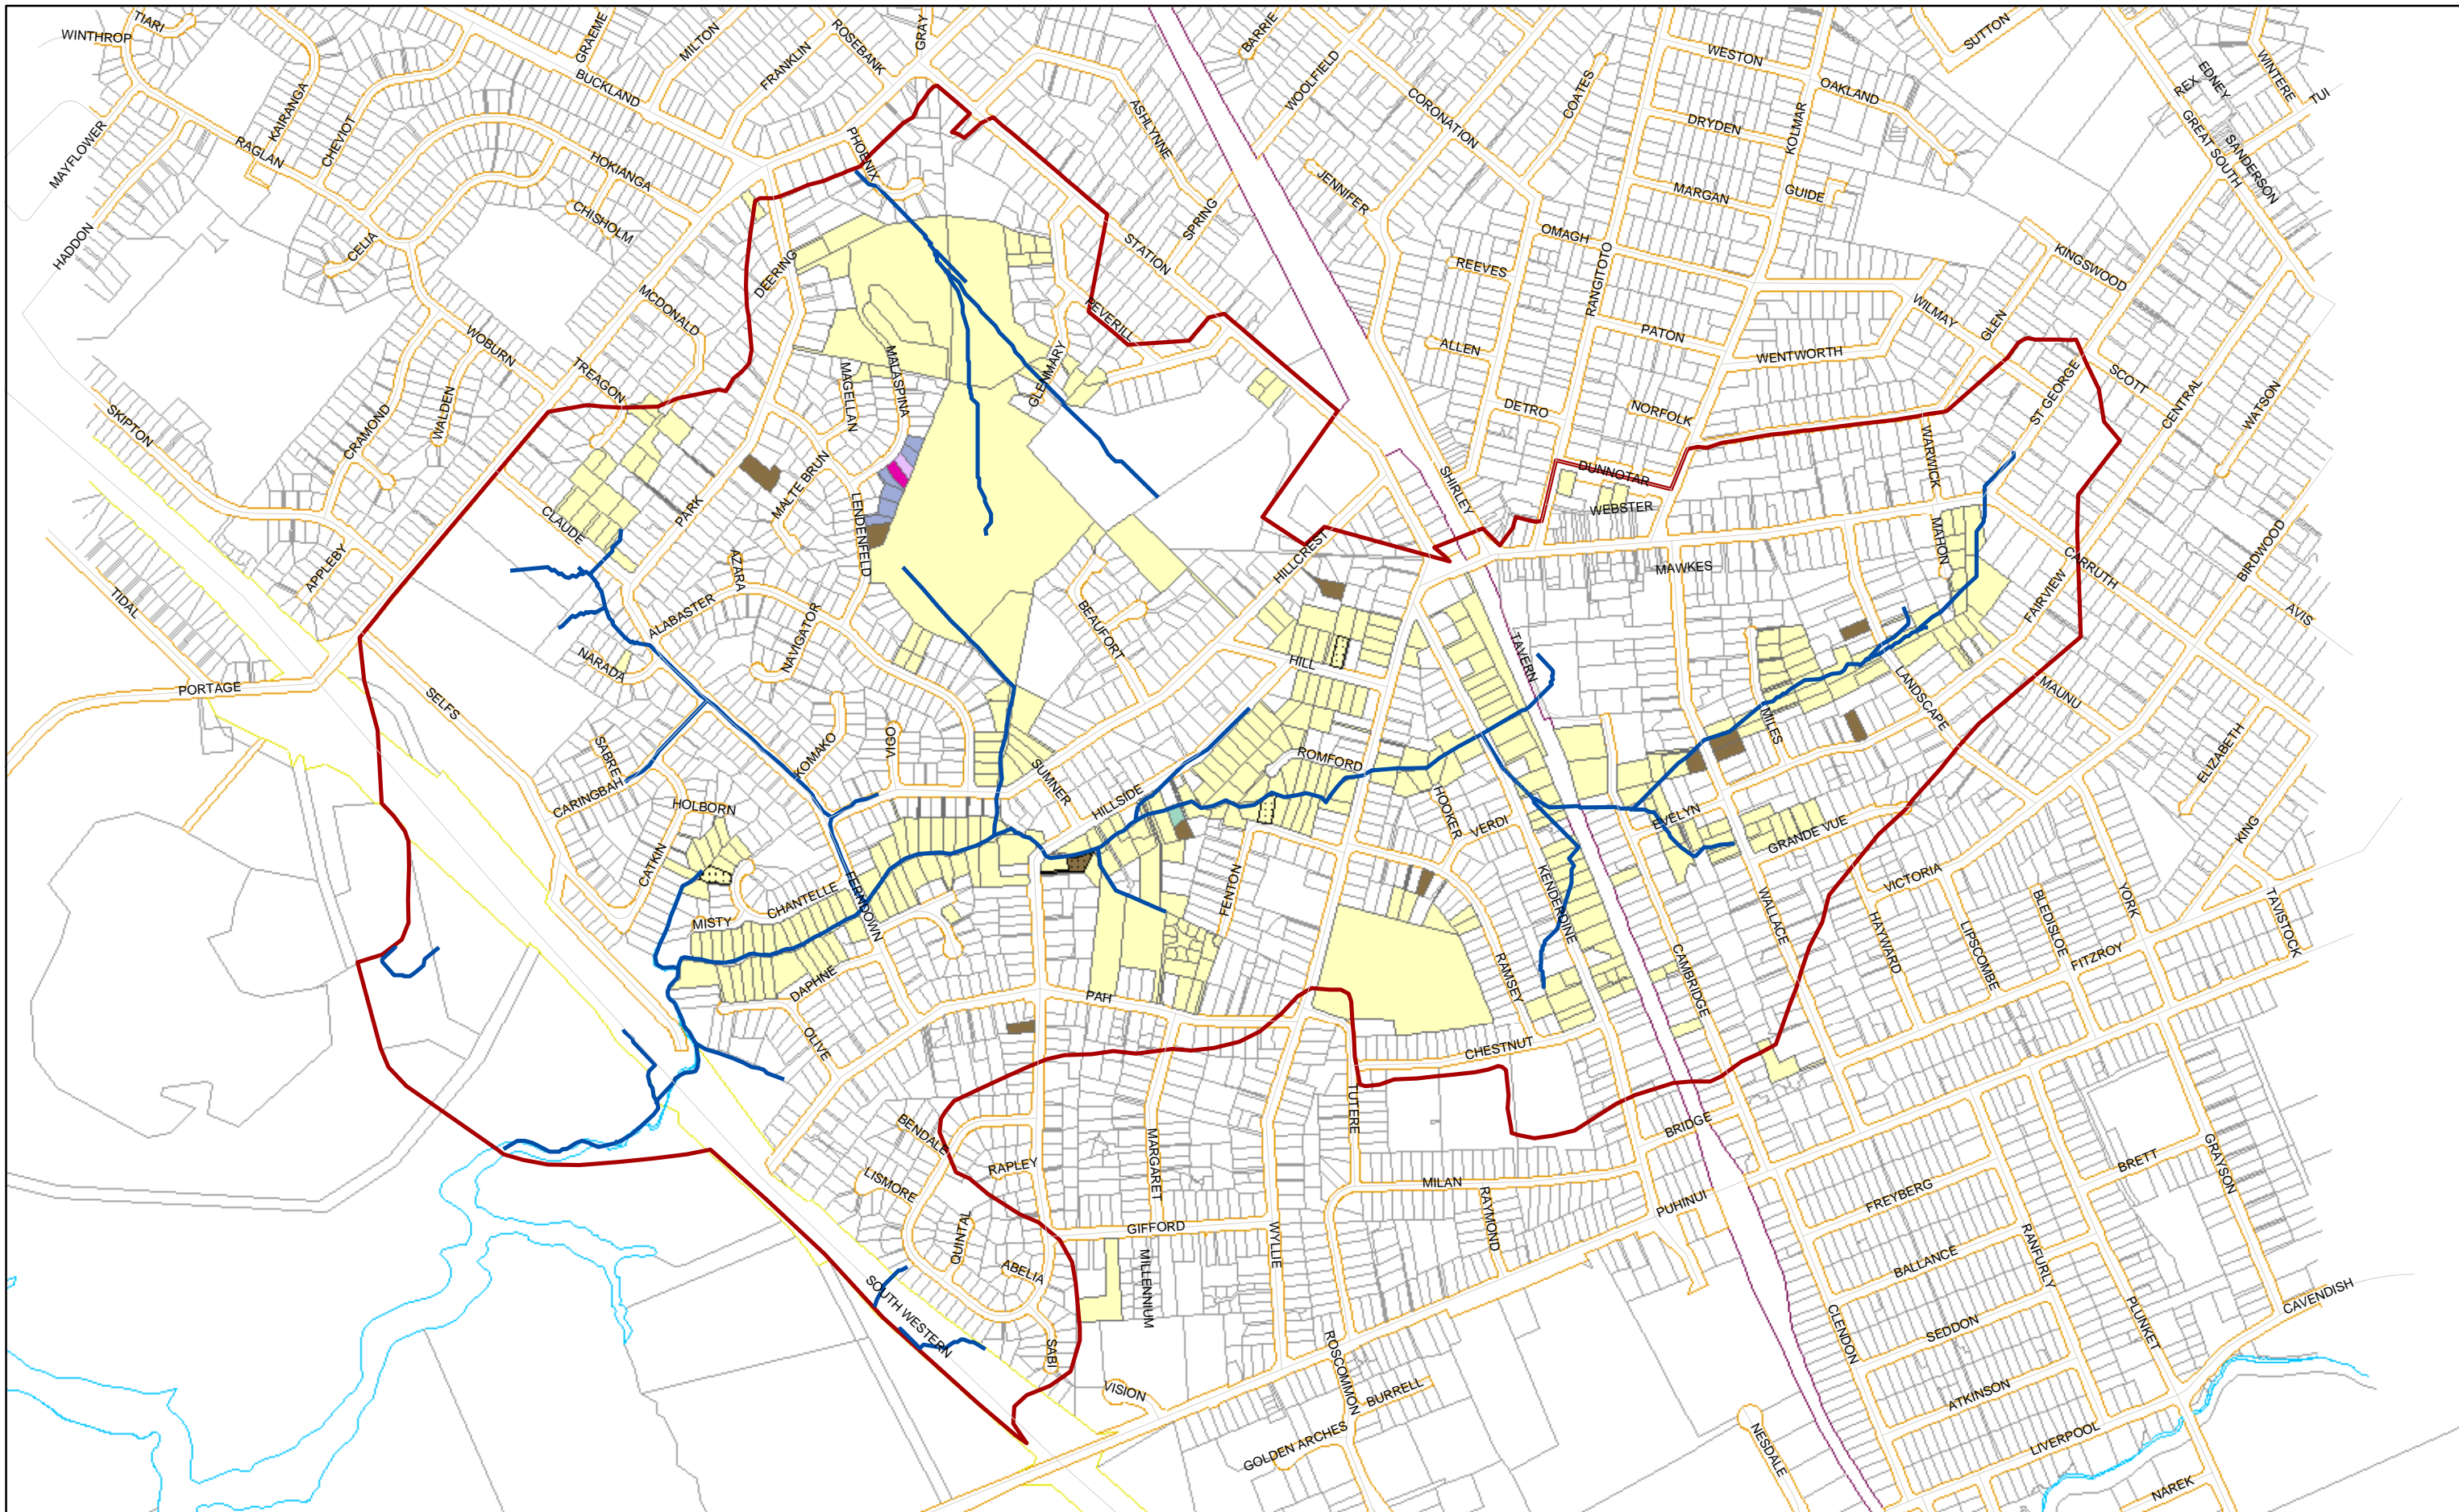 TIARI
WINTHROP
GRAEME
MILTON
ROSEBANK
GRAY
BARRIE
SUTTON
FRANKLIN
BUCKLAND
WOOLFIELD
WESTON
EDNEY
REX
WINTERE
TUI
OAKLAND
COATES
CORONATION
DRYDEN
KOLMAR
GREAT SOUTH
SANDERSON
KAIRANGA
CHEVIOT
ASHLYNNE
MAYFLOWER
RAGLAN
HOKIANGA
PHOENIX
JENNIFER
MARGAN
GUIDE
CHISHOLM
HADDON
CELIA
SPRING
STATION
OMAGH
RANGITOTO
KINGSWOOD
REEVES
DEERING
MCDONALD
PEVERILL
WILMAY
GLEN
WOBURN
PATON
ALLEN
WENTWORTH
GLENMARY
MALASPINA
MAGELLAN
TREAGON
WALDEN
CRAMOND
SKIPTON
DETRO
NORFOLK
ST GEORGE
SCOTT
CENTRAL
WATSON
WARWICK
MALTE BRUN
PARK
LENDENFELD
CLAUDE
SHIRLEY
DUNNOTAR
WEBSTER
MAHON
MAWKES
CARRUTH
BIRDWOOD
AVIS
FAIRVIEW
APPLEBY
TIDAL
AZARA
ALABASTER
NAVIGATOR
BEAUFORT
HILLCREST
HILL
TAVERN
NARADA
PORTAGE
SELFS
LANDSCAPE
MAUNU
MILES
ELIZABETH
SABRE
KOMAKO
OGIVI
SUMNER
ROMFORD
CARINGBAH
HOLBORN
HILLSIDE
HOOKER
VERDI
EVELYN
GRANDE VUE
KING
CATKIN
CHANTELLE
FERNDOWN
MISTY
FENTON
KENDERDINE
WALLACE
VICTORIA
HAYWARD
LIPSCOMBE
BLEDISLOE
YORK
TAVISTOCK
FITZROY
DAPHNE
PAH
RAMSEY
CAMBRIDGE
OLIVE
CHESTNUT
TUTERE
BRIDGE
BENDALE
RAPLEY
LISMORE
MARGARET
MILAN
RAYMOND
PUHINUI
BRETT
GRAYSON
FREYBERG
QUINTAL
GIFFORD
WYLLIE
MILLENNIUM
ABELIA
RANFURLY
BALLANCE
SOUTH WESTERN
SABI
CLENDON
SEDDON
PLUNKET
CAVENDISH
ROSCOMMON
VISION
BURRELL
ATKINSON
GOLDEN ARCHES
NESDALE
LIVERPOOL
NAREK